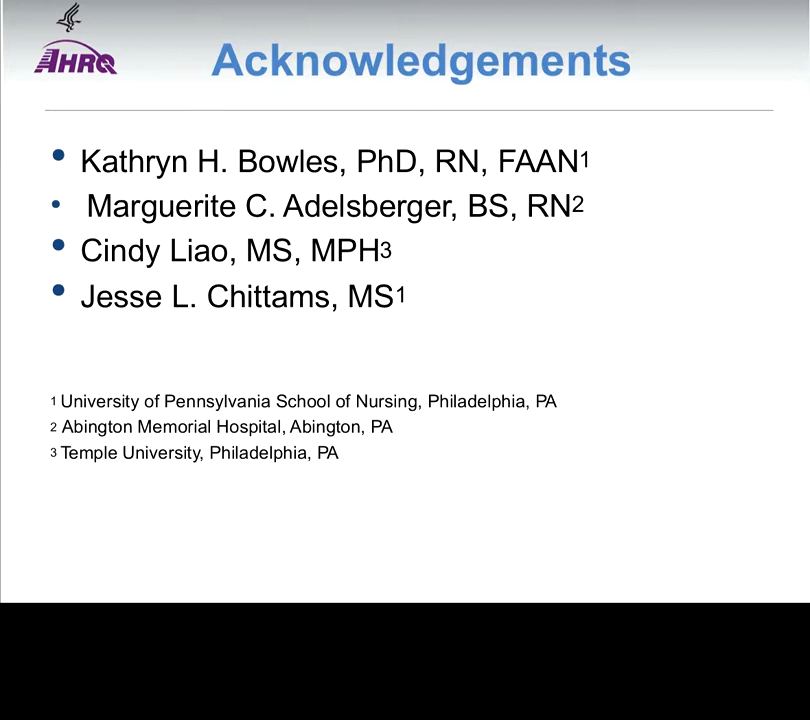 AHRQ
Acknowledgements
• Kathryn H. Bowles, PhD, RN, FAAN1
• Marguerite C. Adelsberger, BS, RN2
• Cindy Liao, MS, MPH3
• Jesse L. Chittams, MS1
1 University of Pennsylvania School of Nursing, Philadelphia, PA
2 Abington Memorial Hospital, Abington, PA
3 Temple University, Philadelphia, PA